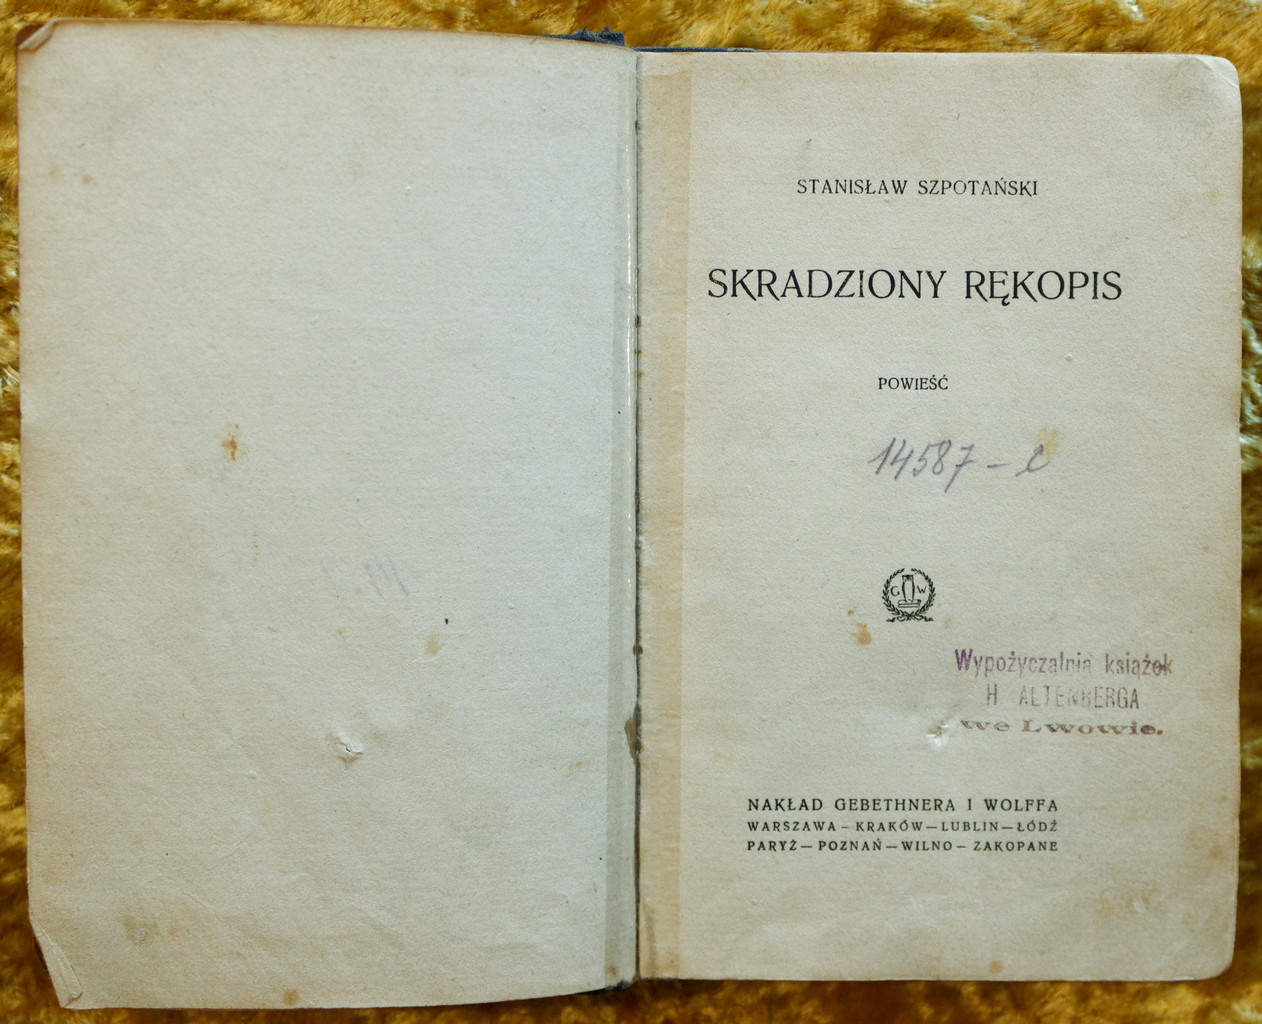 STANISŁAW SZPOTAŃSKI
SKRADZIONY RĘKOPIS
POWIEŚĆ
14587 – c
G W
Wypożyczalnia książek
H ALTENBERGA
we Lwowie.
NAKŁAD GEBETHNERA I WOLFFA
WARSZAWA – KRAKÓW — LUBLIN — ŁÓDŹ
PARYŻ — POZNAŃ — WILNO – ZAKOPANE